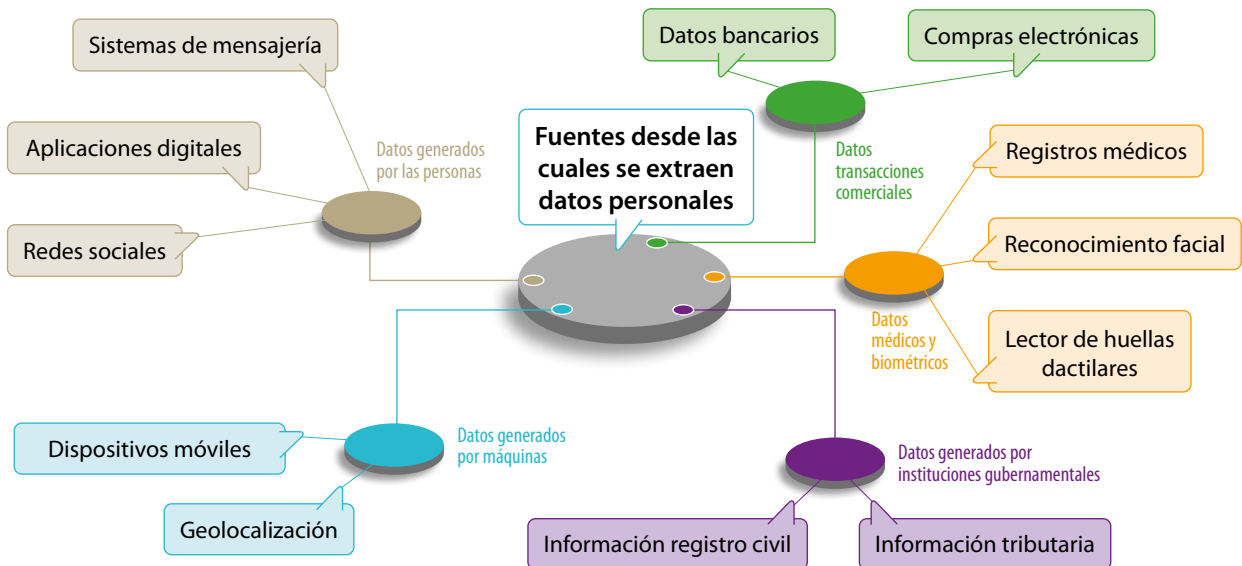 Sistemas de mensajería
Datos bancarios
Compras electrónicas
Fuentes desde las
cuales se extraen
datos personales
Aplicaciones digitales
Datos generados
por las personas
Redes sociales
Datos
transacciones
comerciales
Registros médicos
Reconocimiento facial
Lector de huellas
dactilares
Datos
médicos y
biométricos
Dispositivos móviles
Datos generados
por máquinas
Geolocalización
Datos generados por
instituciones gubernamentales
Información registro civil
Información tributaria